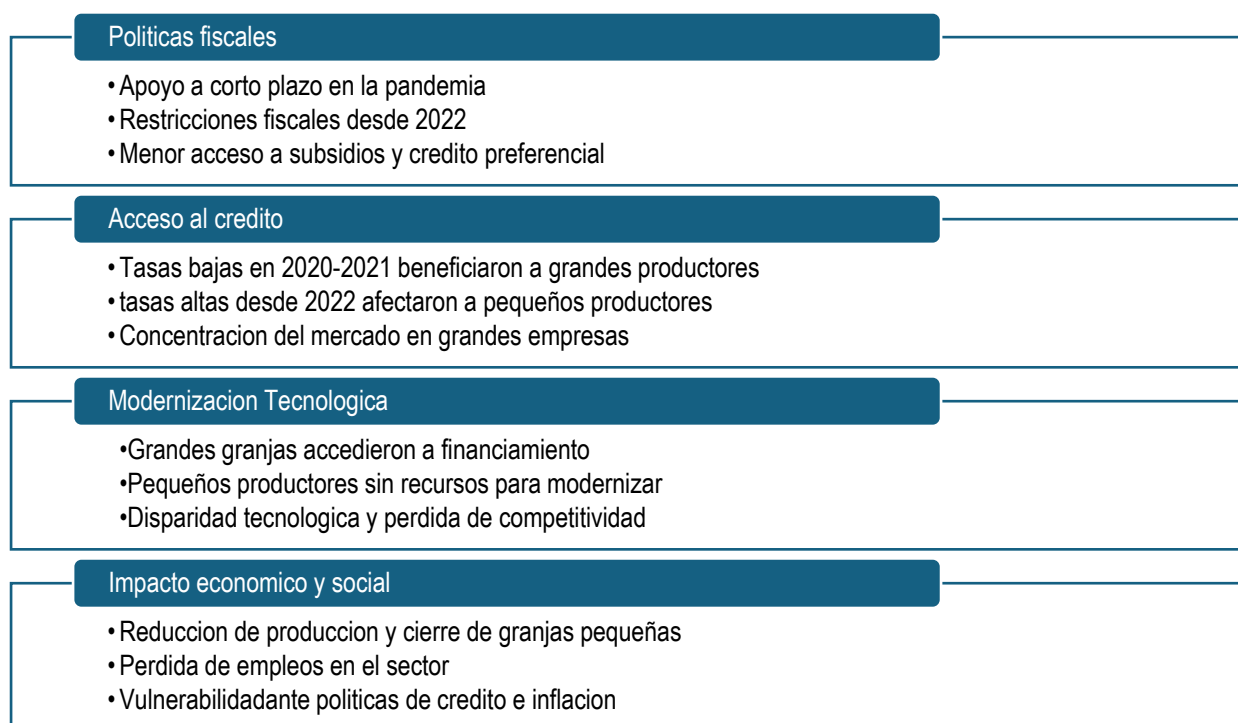 Politicas fiscales
•Apoyo a corto plazo en la pandemia
•Restricciones fiscales desde 2022
•Menor acceso a subsidios y credito preferencial
Acceso al credito
•Tasas bajas en 2020-2021 beneficiaron a grandes productores
•tasas altas desde 2022 afectaron a pequeños productores
•Concentracion del mercado en grandes empresas
Modernizacion Tecnologica
•Grandes granjas accedieron a financiamiento
•Pequeños productores sin recursos para modernizar
•Disparidad tecnologica y perdida de competitividad
Impacto economico y social
•Reduccion de produccion y cierre de granjas pequeñas
•Perdida de empleos en el sector
•Vulnerabilidadante politicas de credito e inflacion